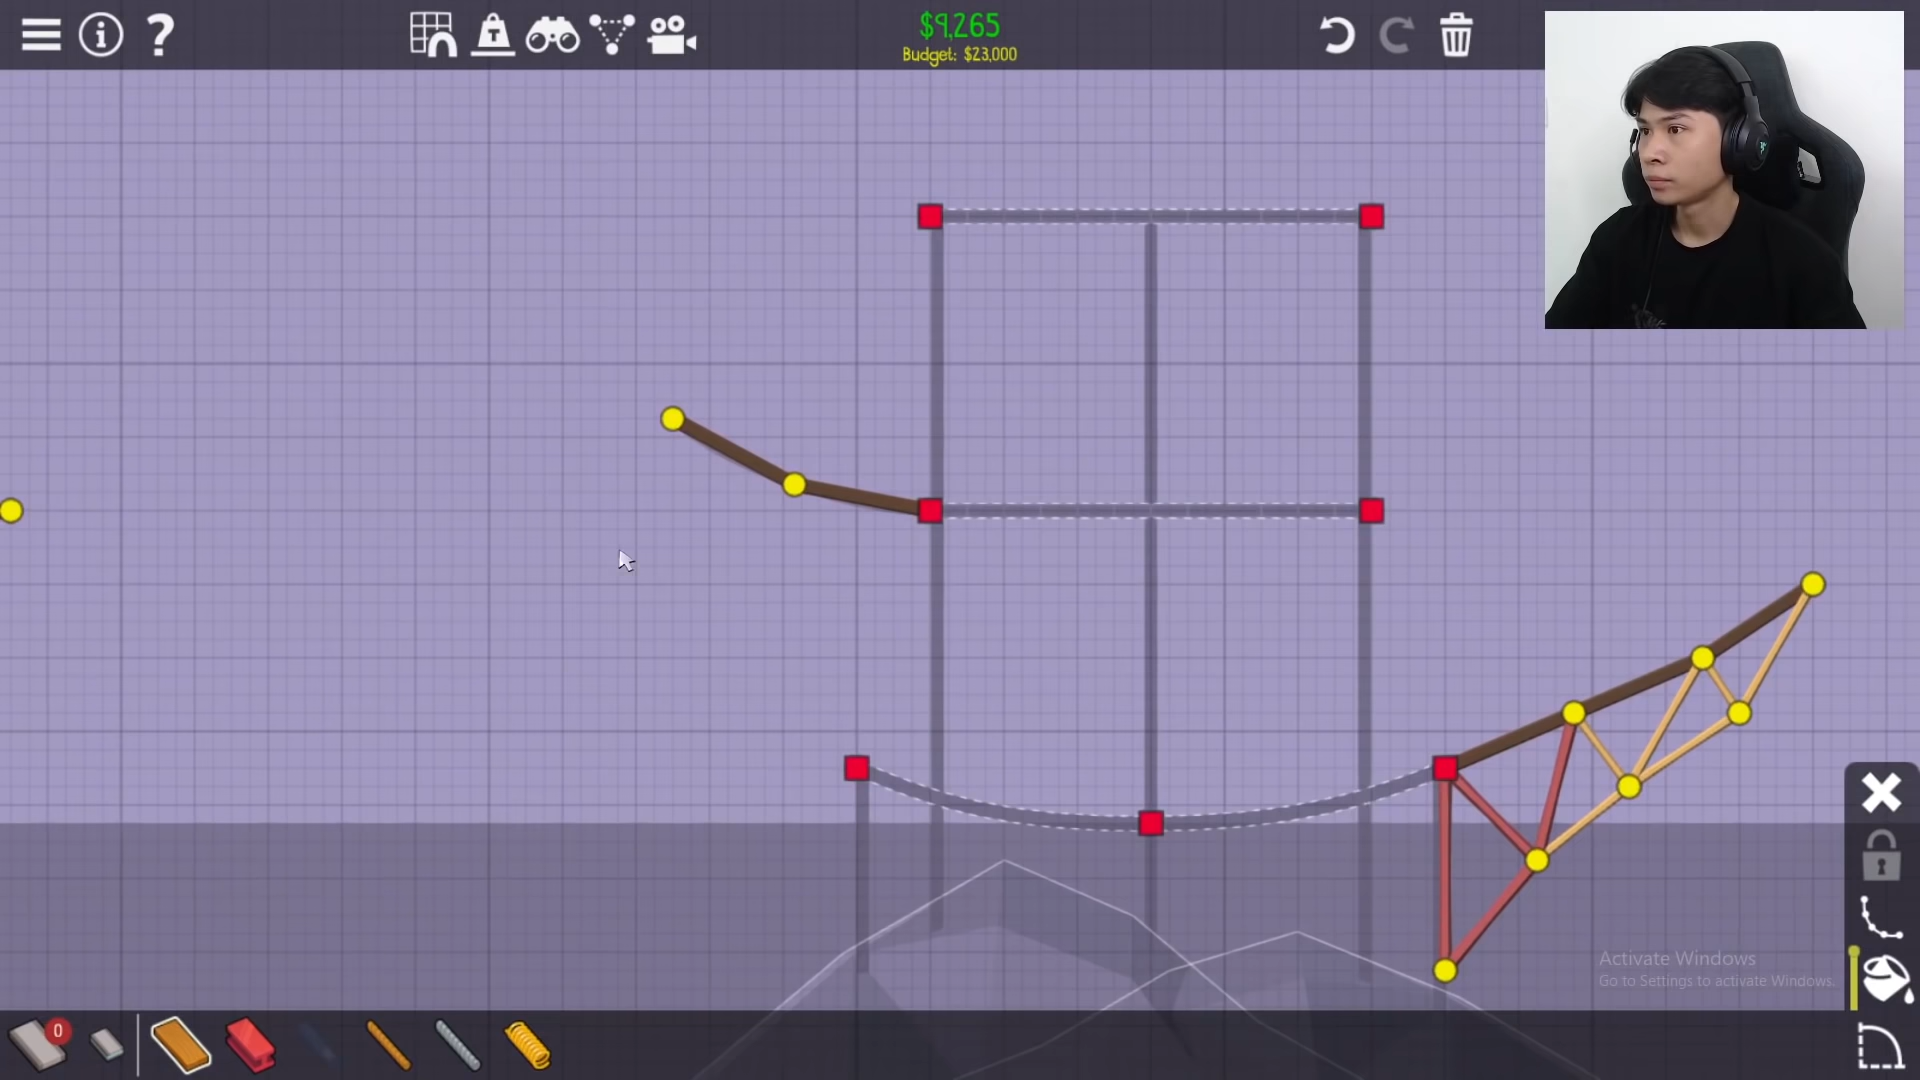 $9,265
Budget: $23,000
T
0
Activate Windows
Go to Settings to activate Windows.